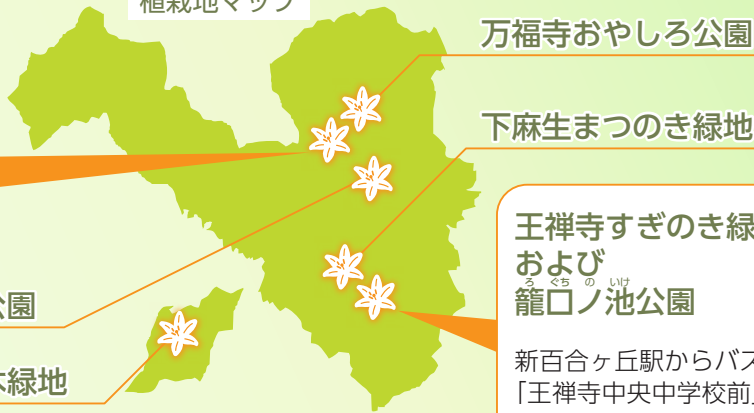 植栽地マップ
万福寺おやしろ公園
下麻生まつのき緑地
王禅寺すぎのき緑
および
籠口ノ池公園
ろぐちのいけ
新百合ヶ丘駅からバス
「王禅寺中央中学校前」
公園
緑地